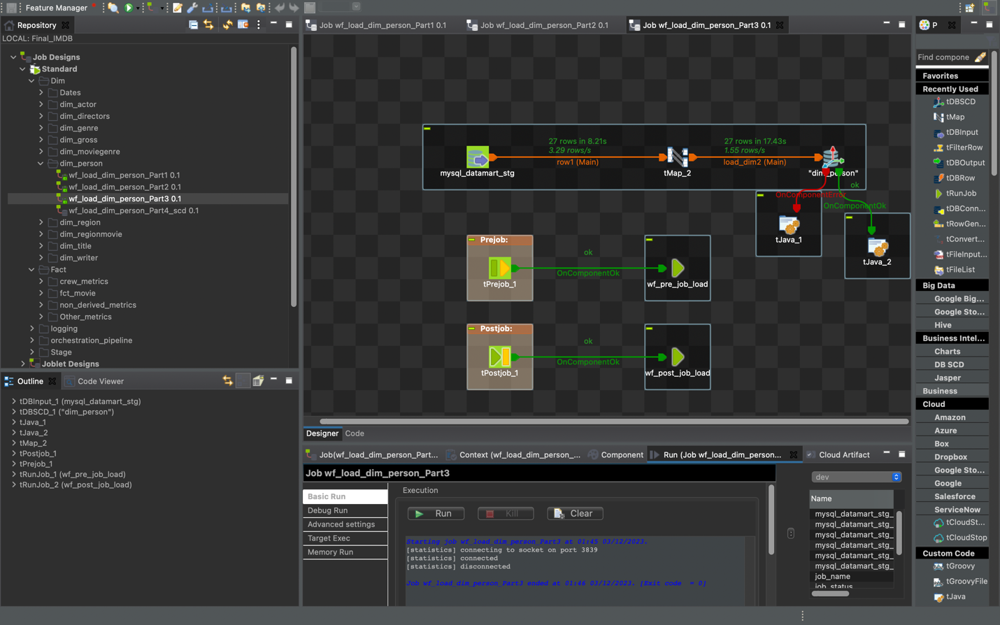 Feature Manager
Repository
LOCAL: Final_IMDB
Job Designs
Standard
Dim
Dates
dim_actor
dim_directors
dim_genre
dim_gross
dim_moviegenre
dim_person
wf_load_dim_person_Part1 0.1
wf_load_dim_person_Part2 0.1
wf_load_dim_person_Part3 0.1
wf_load_dim_person_Part4_scd 0.1
dim_region
dim_regionmovie
dim_title
dim_writer
Fact
crew_metrics
fct_movie
non_derived_metrics
Other_metrics
logging
orchestration_pipeline
Stage
Joblet Designs
Outline
Code Viewer
tDBInput_1 (mysql_datamart_stg)
tDBSCD_1 ("dim_person")
tJava_1
tJava_2
tMap_2
tPostjob_1
tPrejob_1
tRunJob_1 (wf_pre_job_load)
tRunJob_2 (wf_post_job_load)
Job wf_load_dim_person_Part1 0.1
Job wf_load_dim_person_Part2 0.1
Job wf_load_dim_person_Part3 0.1
27 rows in 8.21s
3.29 rows/s
row1 (Main)
27 rows in 17.43s
1.55 rows/s
load_dim2 (Main)
mysql_datamart_stg
tMap_2
"dim_person"
ok
OnComponentError
OnComponentOk
tJava_1
tJava_2
Prejob:
tPrejob_1
ok
OnComponentOk
wf_pre_job_load
Postjob:
tPostjob_1
ok
OnComponentOk
wf_post_job_load
Designer
Code
Job(wf_load_dim_person_Part...
Context (wf_load_dim_person_...
Component
Run (Job wf_load_dim_person...
Cloud Artifact
Job wf_load_dim_person_Part3
Basic Run
Debug Run
Advanced settings
Target Exec
Memory Run
Execution
Run
Kill
Clear
Starting job wf_load_dim_person_Part3 at 01:45 03/12/2023.
[statistics] connecting to socket on port 3839
[statistics] connected
[statistics] disconnected
Job wf_load_dim_person_Part3 ended at 01:46 03/12/2023. [Exit code  = 0]
dev
Name
mysql_datamart_stg_
mysql_datamart_stg_
mysql_datamart_stg_
mysql_datamart_stg_
mysql_datamart_stg_
mysql_datamart_stg_
job_name
job_status
P
Find compone
Favorites
Recently Used
tDBSCD
tMap
tDBInput
tFilterRow
tDBOutput
tDBRow
tRunJob
tDBConn...
tRowGen...
tConvert...
tFileInput...
tFileList
Big Data
Google Big...
Google Sto...
Hive
Business Intel...
Charts
DB SCD
Jasper
Business
Cloud
Amazon
Azure
Box
Dropbox
Google Sto...
Google
Salesforce
ServiceNow
tCloudSt...
tCloudStop
Custom Code
tGroovy
tGroovyFile
tJava